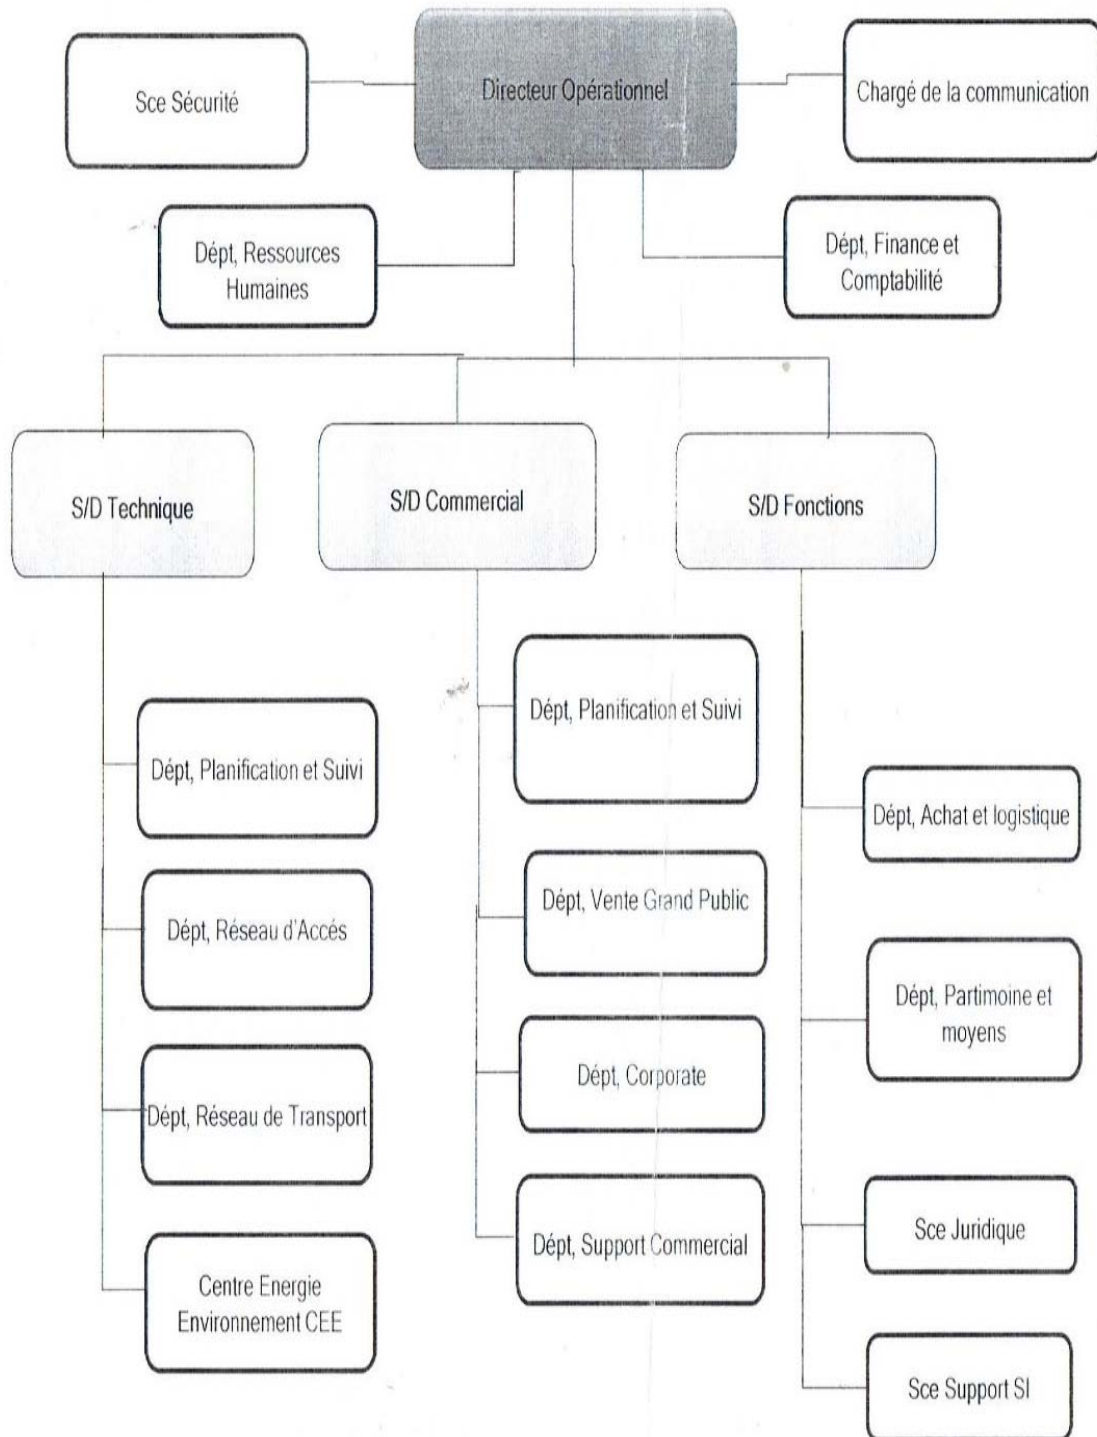 Sce Sécurité
Directeur Opérationnel
Chargé de la communication
Dépt, Ressources
Humaines
Dépt, Finance et
Comptabilité
S/D Technique
S/D Commercial
S/D Fonctions
Dépt, Planification et Suivi
Dépt, Réseau d'Accés
Dépt, Réseau de Transport
Centre Energie
Environnement CEE
Dépt, Planification et Suivi
Dépt, Vente Grand Public
Dépt, Corporate
Dépt, Support Commercial
Dépt, Achat et logistique
Dépt, Partimoine et
moyens
Sce Juridique
Sce Support SI